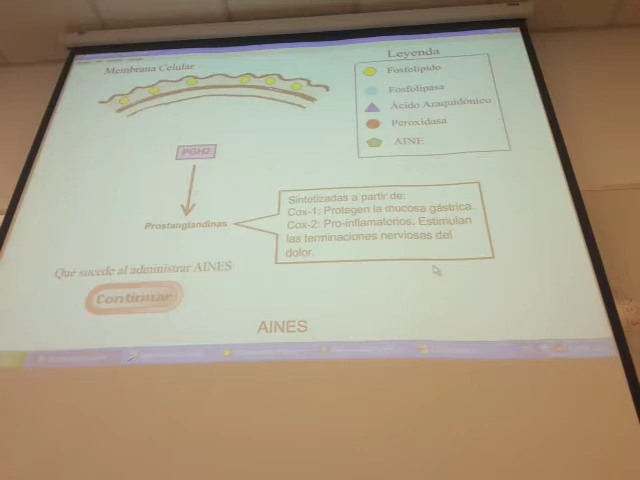 Membrana Celular
Leyenda
Fosfolípido
Fosfolipasa
Ácido Araquidónico
Peroxidasa
AINE
PGH2
Prostanglandinas
Sintetizadas a partir de:
Cox-1: Protegen la mucosa gástrica.
Cox-2: Pro-inflamatorios. Estimulan
las terminaciones nerviosas del
dolor.
Qué sucede al administrar AINES
Continuar
AINES